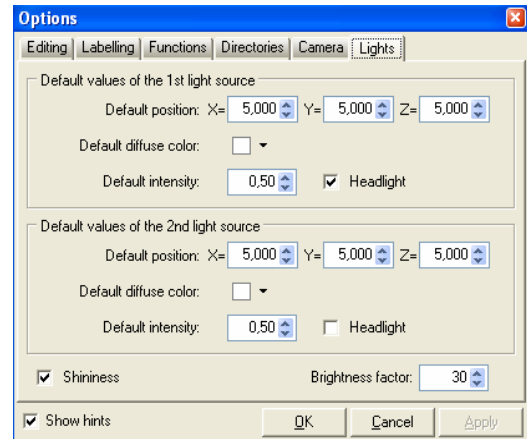 Options
Editing Labelling Functions Directories Camera Lights
Default values of the 1st light source
Default position: X= 5,000 Y= 5,000 Z= 5,000
Default diffuse color:
Default intensity: 0,50 Headlight
Default values of the 2nd light source
Default position: X= 5,000 Y= 5,000 Z= 5,000
Default diffuse color:
Default intensity: 0,50 Headlight
Shininess Brightness factor: 30
Show hints OK Cancel Apply